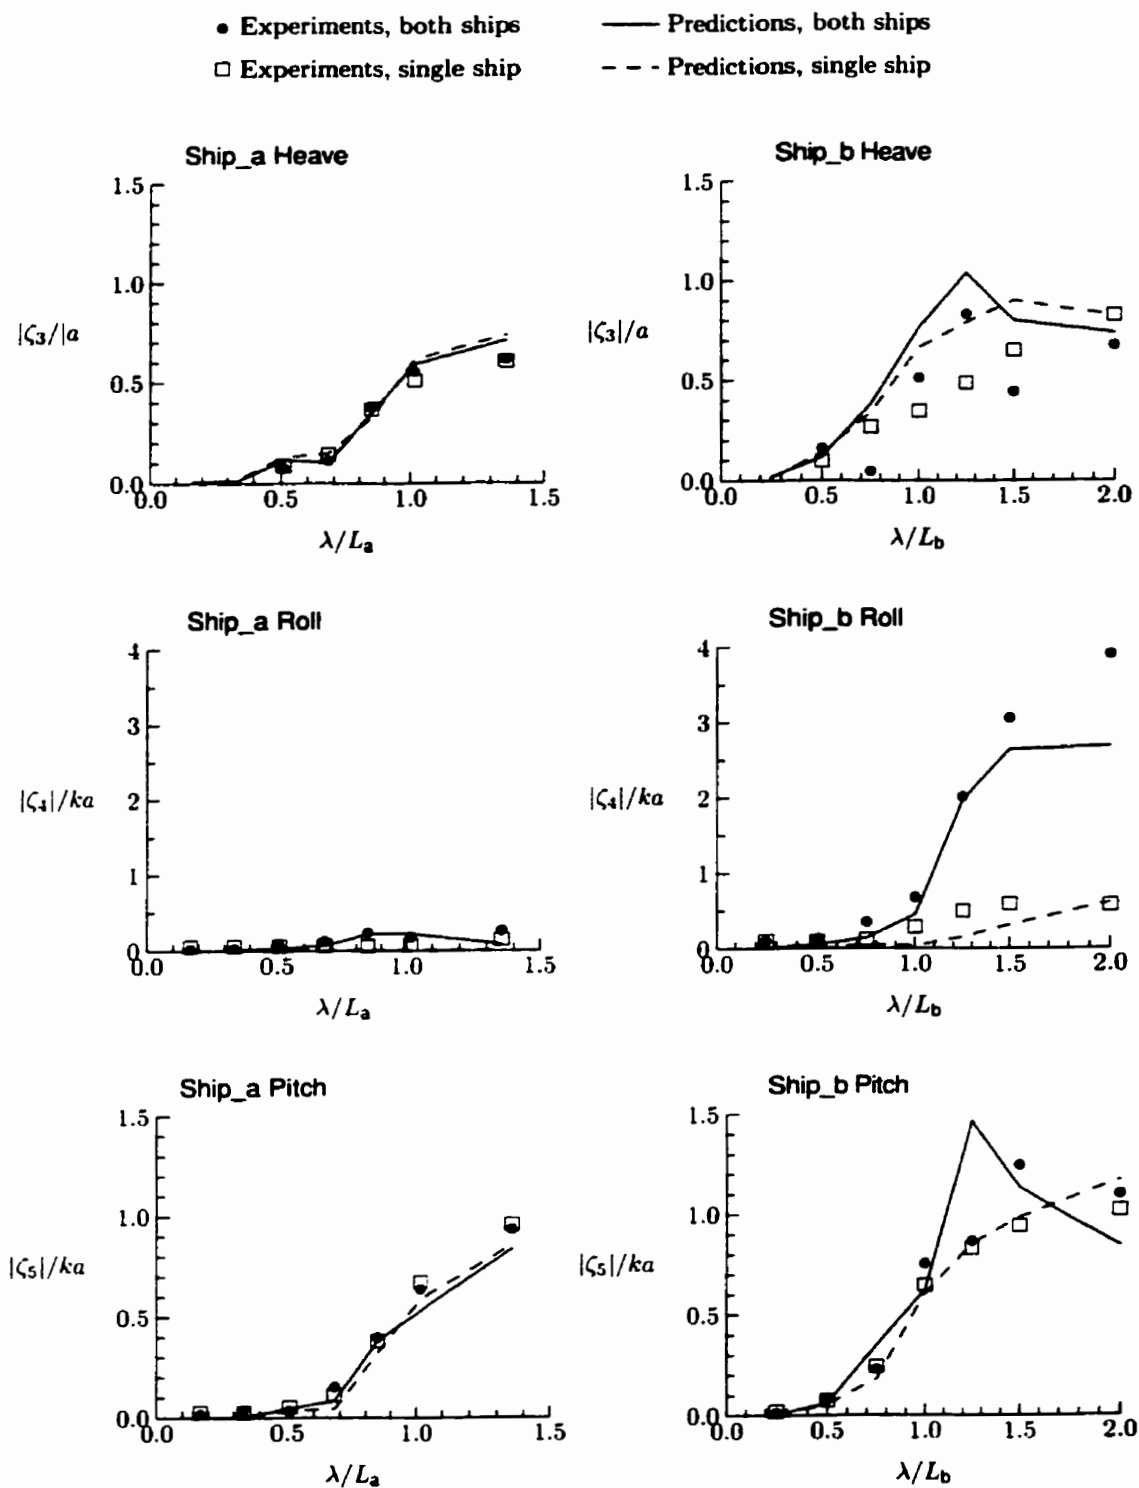 Experiments, both ships
Predictions, both ships
Experiments, single ship
Predictions, single ship
Ship_a Heave
1.5
1.0
0.5
0.0
|ζ₃/|a
0.0 0.5 1.0 1.5
λ/Lₐ
Ship_b Heave
1.5
1.0
0.5
0.0
|ζ₃|/a
0.0 0.5 1.0 1.5 2.0
λ/L_b
Ship_a Roll
4
3
2
1
0
|ζ₄|/ka
0.0 0.5 1.0 1.5
λ/Lₐ
Ship_b Roll
4
3
2
1
0
|ζ₄|/ka
0.0 0.5 1.0 1.5 2.0
λ/L_b
Ship_a Pitch
1.5
1.0
0.5
0.0
|ζ₅|/ka
0.0 0.5 1.0 1.5
λ/Lₐ
Ship_b Pitch
1.5
1.0
0.5
0.0
|ζ₅|/ka
0.0 0.5 1.0 1.5 2.0
λ/L_b